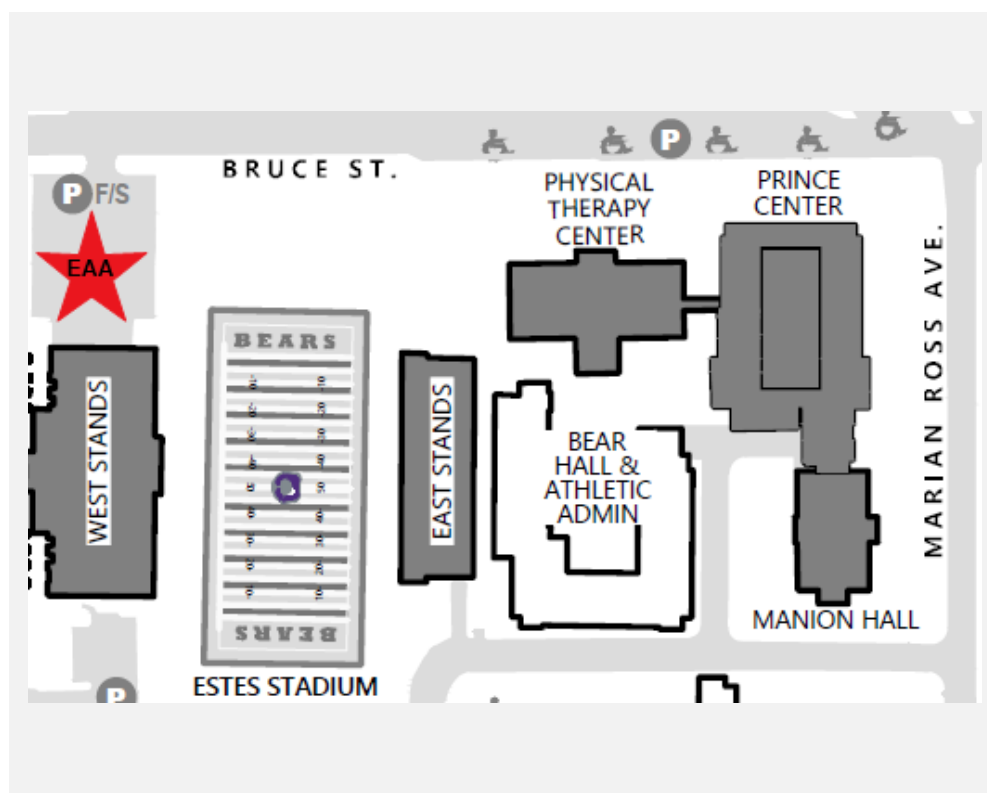 BRUCE ST.
P F/S
EAA
P
PHYSICAL
THERAPY
CENTER
PRINCE
CENTER
MARIAN ROSS AVE.
BEARS
WEST STANDS
EAST STANDS
BEAR
HALL &
ATHLETIC
ADMIN
BEARS
MANION HALL
ESTES STADIUM
P